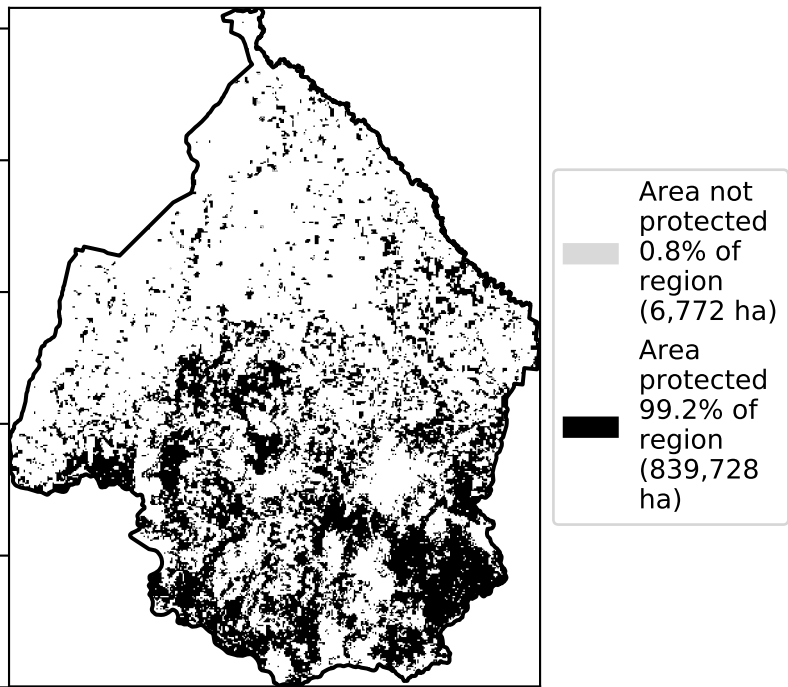 Area not
protected
0.8% of
region
(6,772 ha)
Area
protected
99.2% of
region
(839,728
ha)